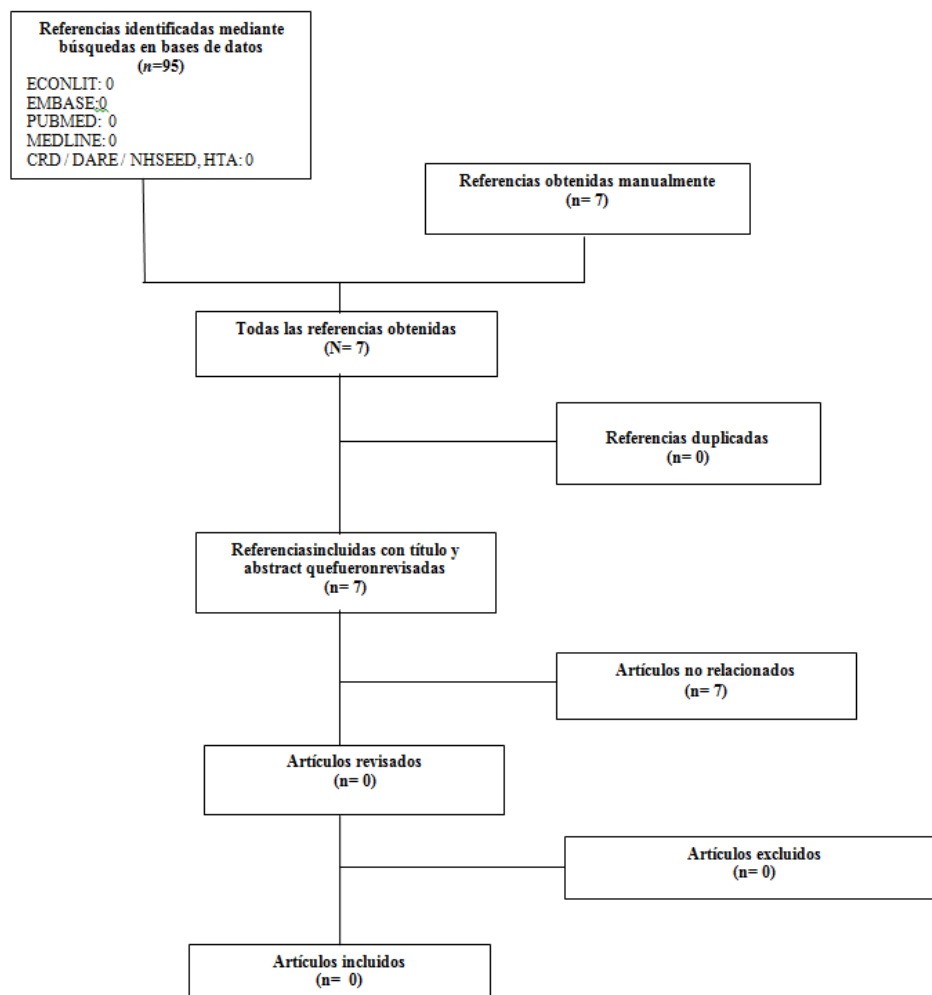 Referencias identificadas mediante
búsquedas en bases de datos
(n=95)
ECONLIT: 0
EMBASE:0
PUBMED: 0
MEDLINE: 0
CRD / DARE / NHSEED, HTA: 0
Referencias obtenidas manualmente
(n= 7)
Todas las referencias obtenidas
(N= 7)
Referencias duplicadas
(n= 0)
Referenciasincluidas con título y
abstract quefueronrevisadas
(n= 7)
Artículos no relacionados
(n= 7)
Artículos revisados
(n= 0)
Artículos excluidos
(n= 0)
Artículos incluidos
(n= 0)